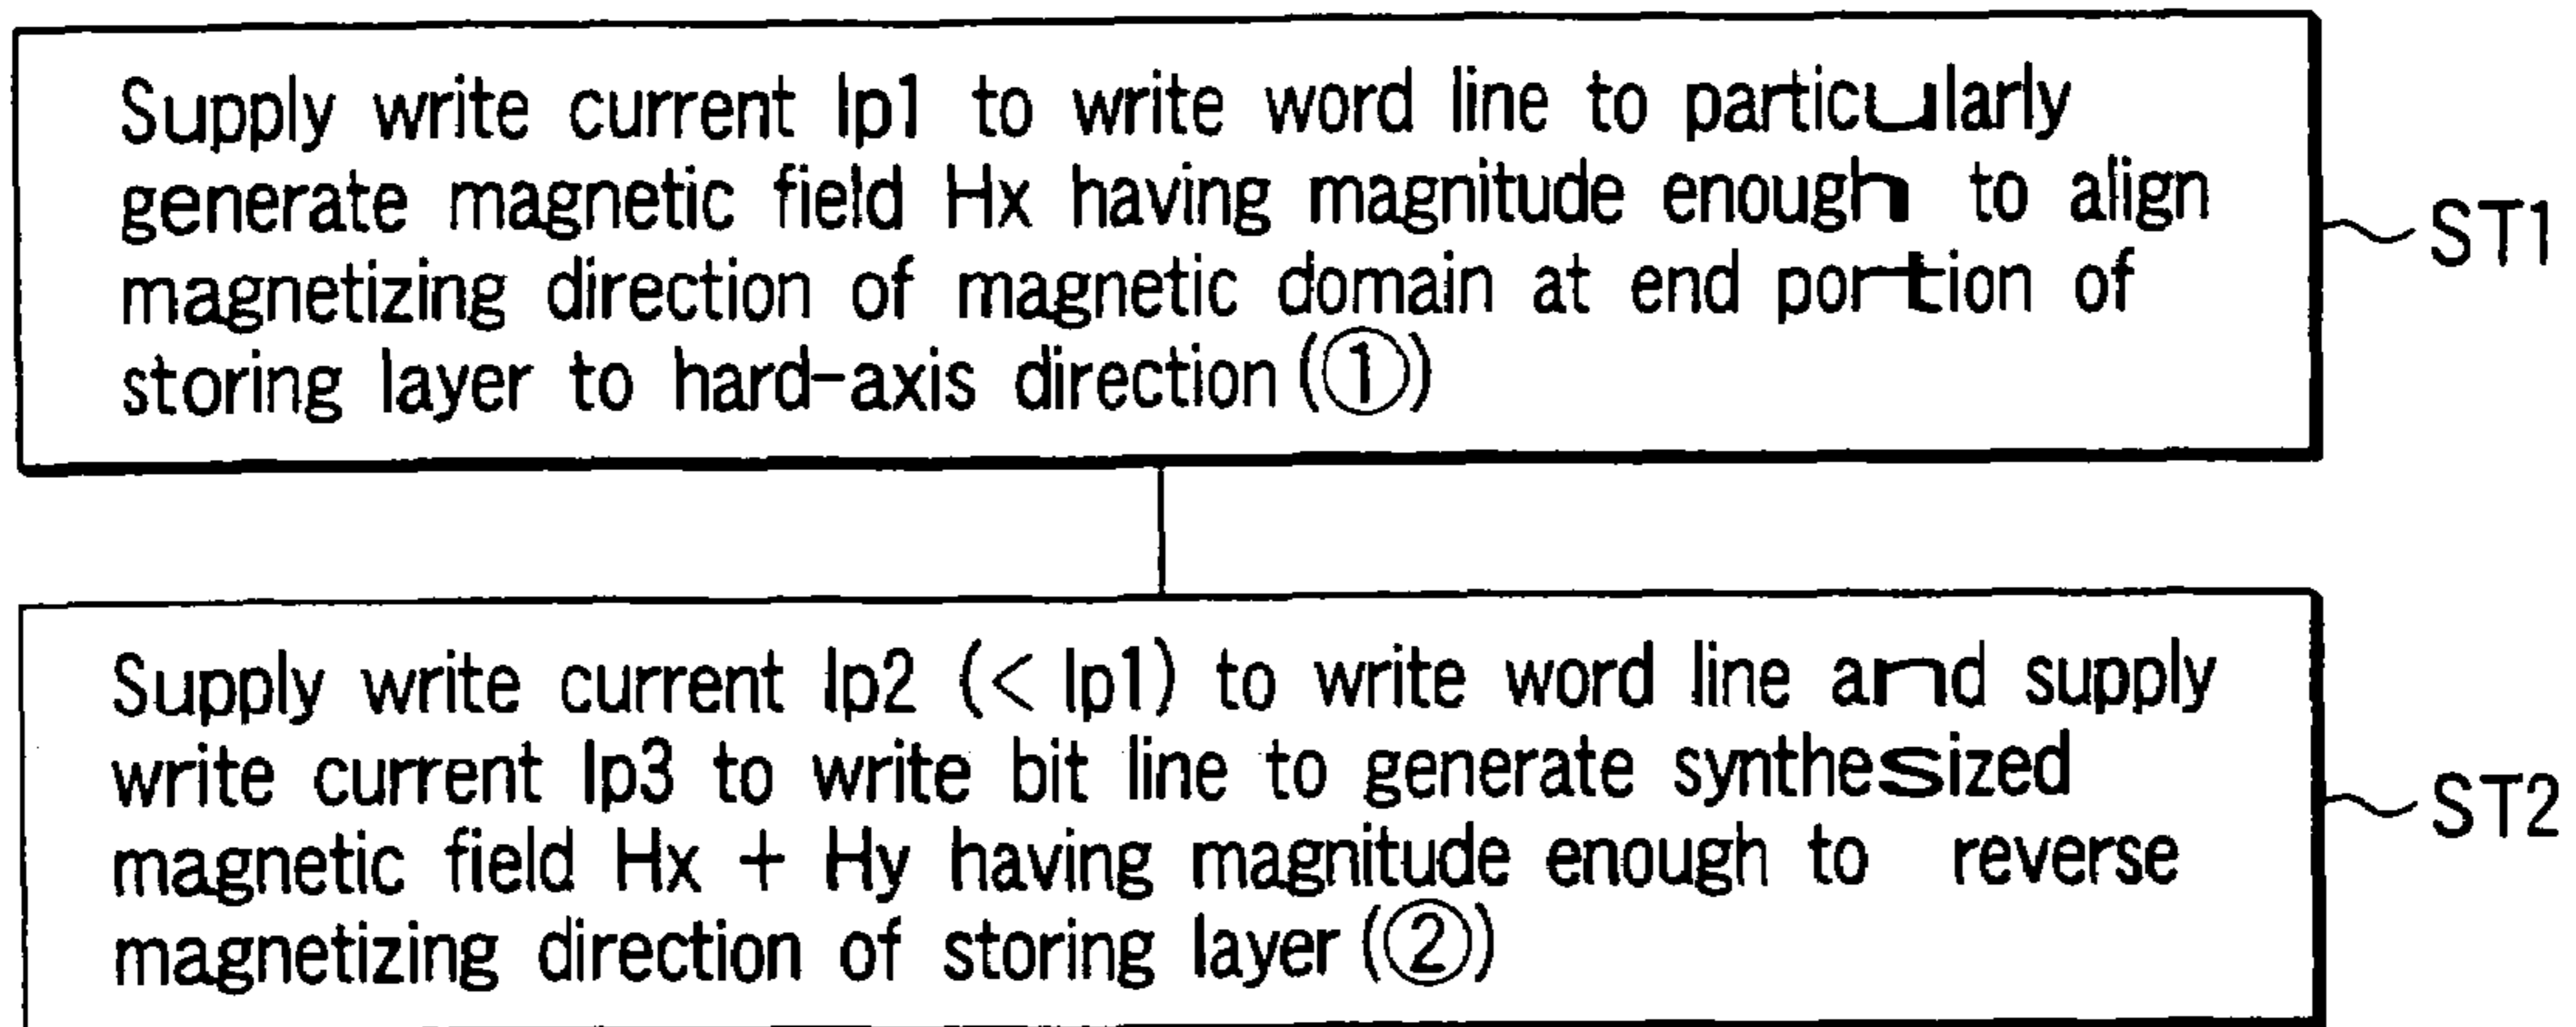 Supply write current Ip1 to write word line to particularly
generate magnetic field Hx having magnitude enough to align
magnetizing direction of magnetic domain at end portion of
storing layer to hard-axis direction (①)
ST1
Supply write current Ip2 (< Ip1) to write word line and supply
write current Ip3 to write bit line to generate synthesized
magnetic field Hx + Hy having magnitude enough to reverse
magnetizing direction of storing layer (②)
ST2